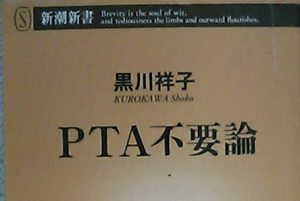 S 新潮新書
Brevity is the soul of wit,
and tediousness the limbs and outward flourishes.
黒川祥子
KUROKAWA Shoko
PTA不要論